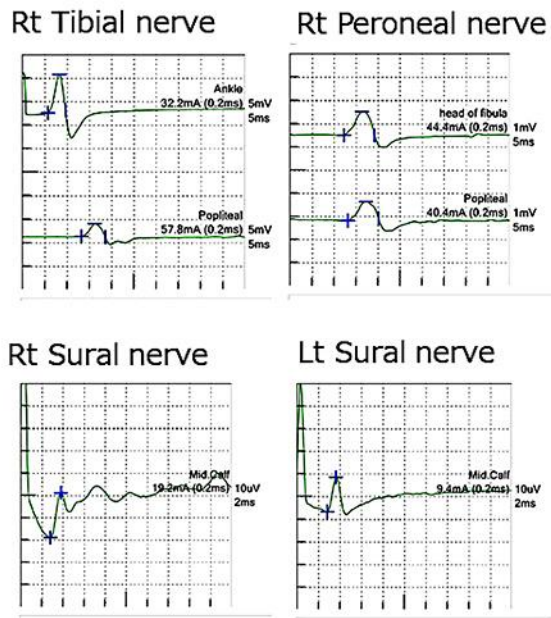 Rt Tibial nerve
Ankle
32.2mA (0.2ms) 5mV
5ms
Popliteal
57.8mA (0.2ms) 5mV
5ms
Rt Peroneal nerve
head of fibula
44.4mA (0.2ms) 1mV
5ms
Popliteal
40.4mA (0.2ms) 1mV
5ms
Rt Sural nerve
Mid.Calf
19.2mA (0.2ms) 10uV
2ms
Lt Sural nerve
Mid.Calf
9.4mA (0.2ms) 10uV
2ms